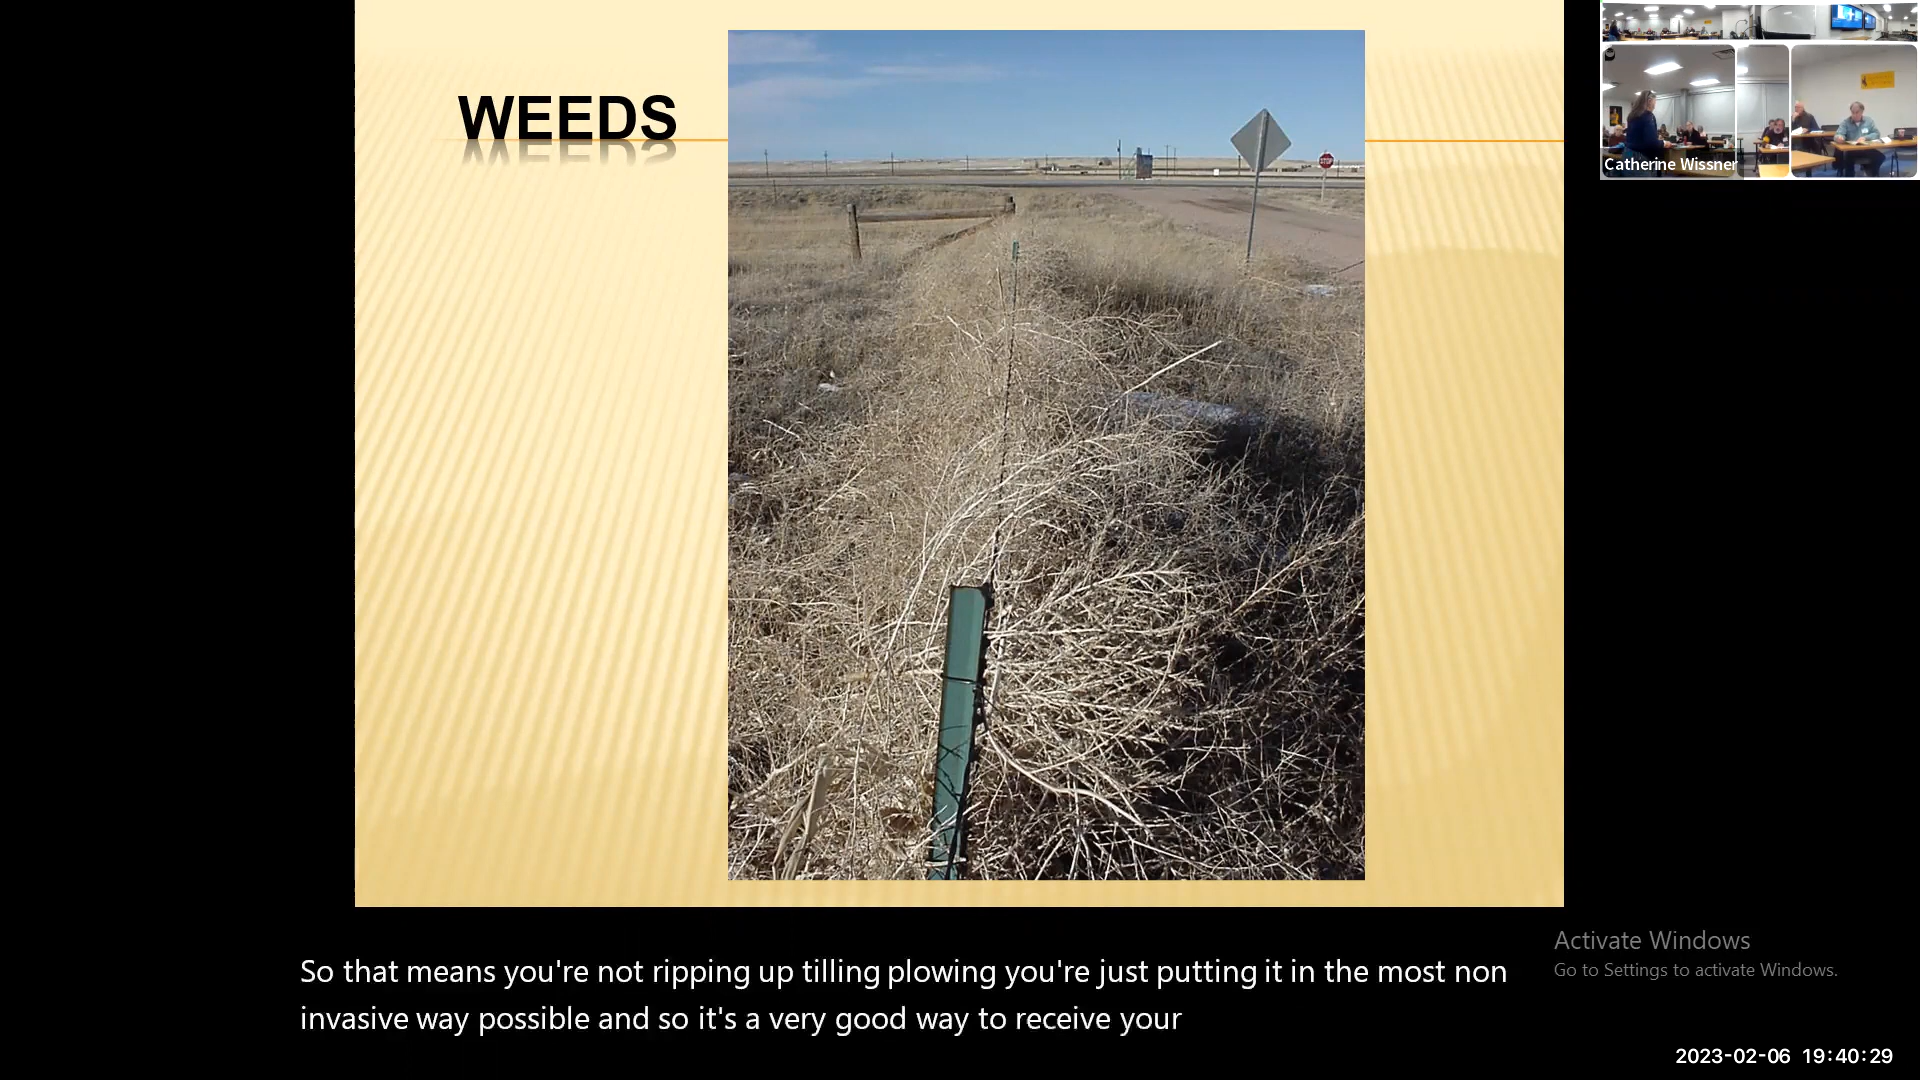 WEEDS
STOP
Catherine Wissner
Activate Windows
Go to Settings to activate Windows.
So that means you're not ripping up tilling plowing you're just putting it in the most non
invasive way possible and so it's a very good way to receive your
2023-02-06 19:40:29